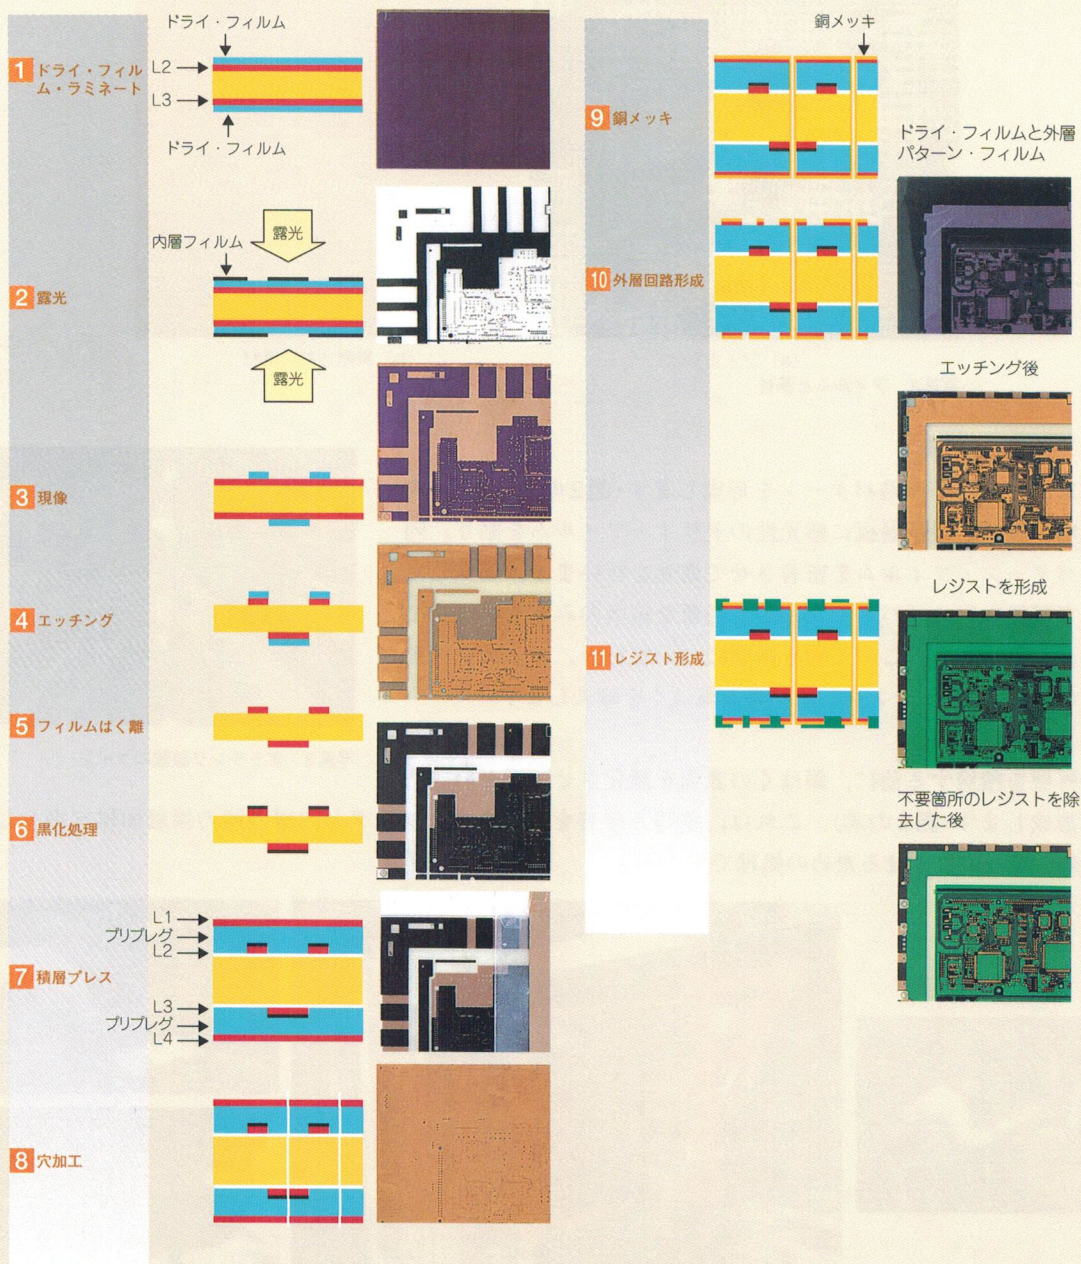 ドライ・フィルム
1 ドライ・フィル
ム・ラミネート
L2
L3
ドライ・フィルム
露光
内層フィルム
2 露光
露光
3 現像
4 エッチング
5 フィルムはく離
6 黒化処理
L1
プリプレグ
L2
7 積層プレス
L3
プリプレグ
L4
8 穴加工
銅メッキ
9 銅メッキ
ドライ・フィルムと外層
パターン・フィルム
10 外層回路形成
エッチング後
レジストを形成
11 レジスト形成
不要箇所のレジストを除
去した後